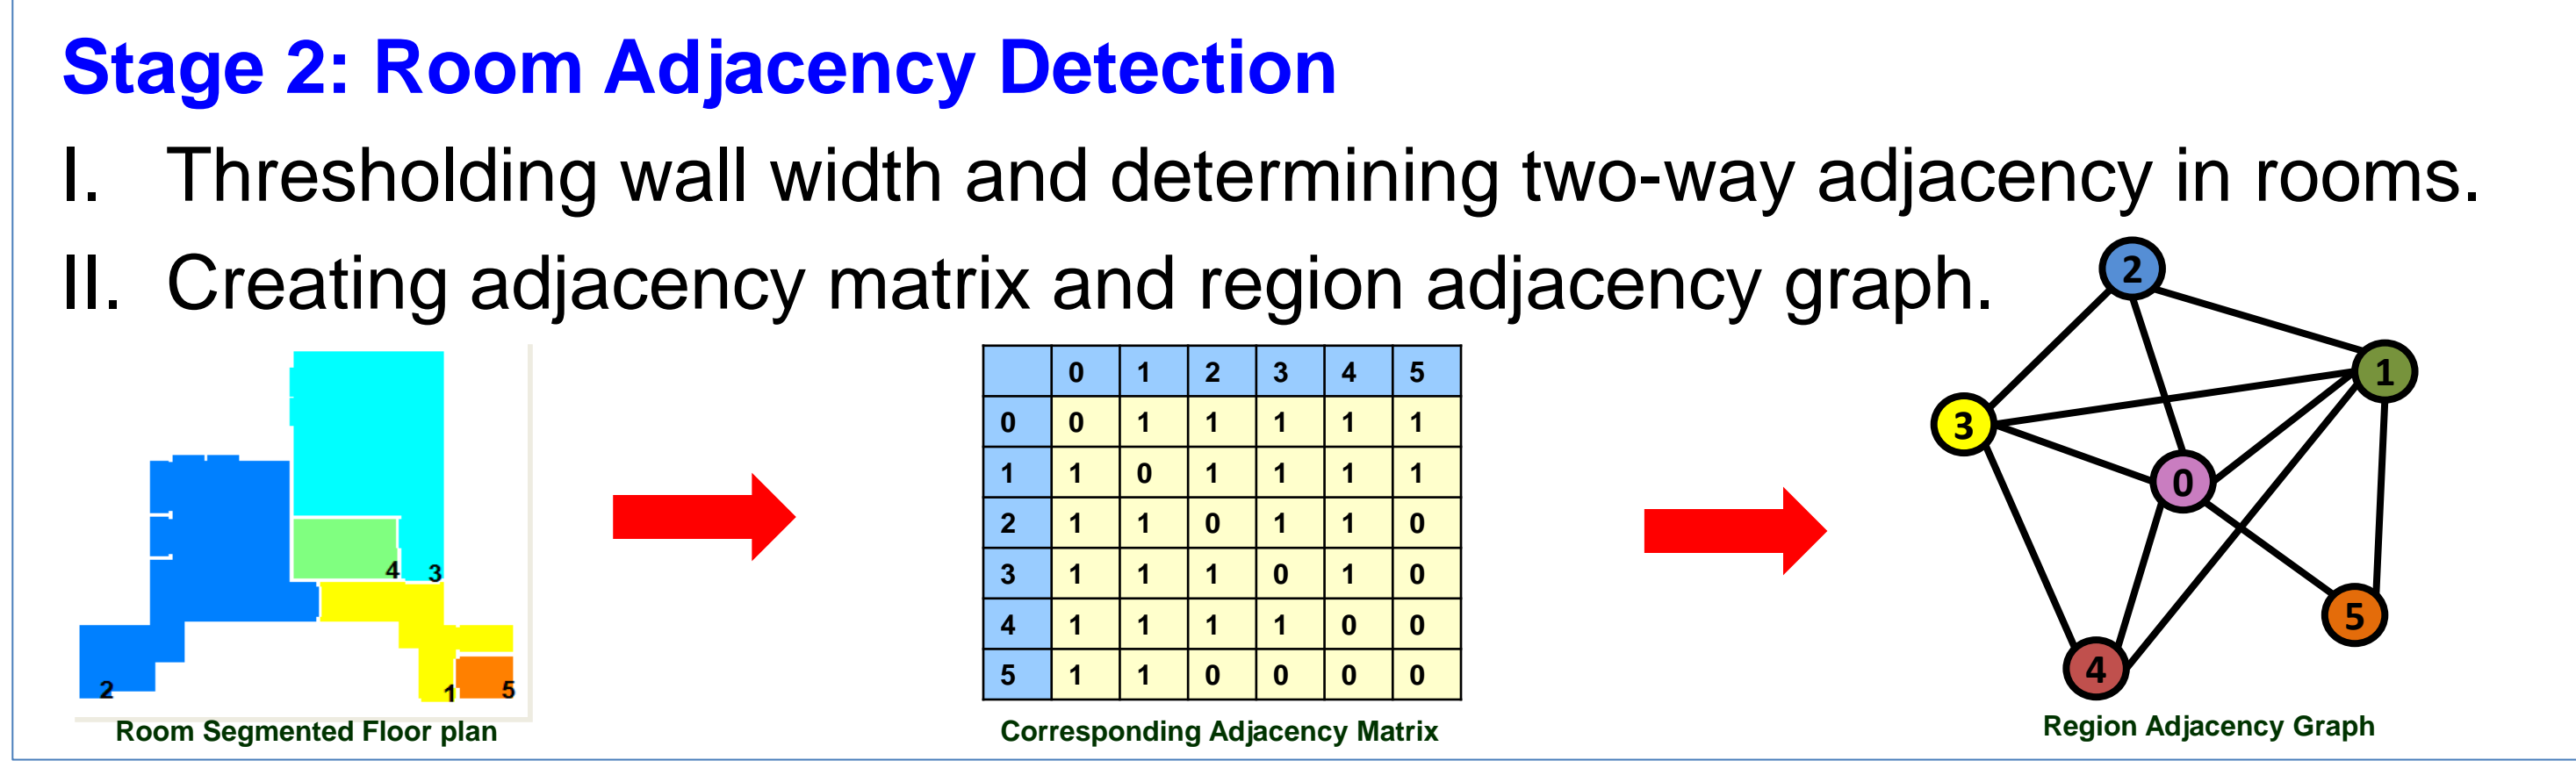 Stage 2: Room Adjacency Detection
I. Thresholding wall width and determining two-way adjacency in rooms.
II. Creating adjacency matrix and region adjacency graph.
4 3
2 1 5
Room Segmented Floor plan
0 1 2 3 4 5
0 0 1 1 1 1 1
1 1 0 1 1 1 1
2 1 1 0 1 1 0
3 1 1 1 0 1 0
4 1 1 1 1 0 0
5 1 1 0 0 0 0
Corresponding Adjacency Matrix
2
1
3
0
5
4
Region Adjacency Graph